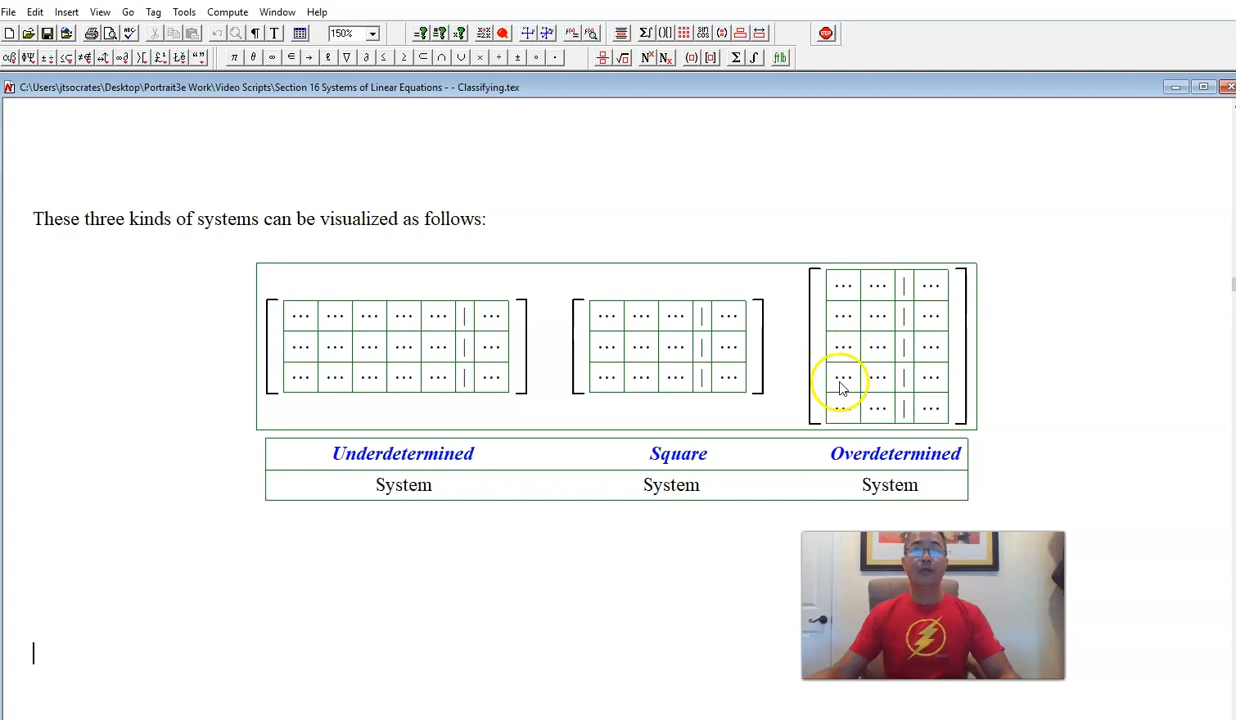 File Edit Insert View Go Tag Tools Compute Window Help
150%
C:\Users\jtsocrates\Desktop\Portrait3e Work\Video Scripts\Section 16 Systems of Linear Equations - - Classifying.tex
These three kinds of systems can be visualized as follows:
... ... ... ... ... | ... ... ... ... | ... ... ... | ...
... ... ... ... ... | ... ... ... ... | ... ... ... | ...
... ... ... ... ... | ... ... ... ... | ... ... ... | ...
... ... | ...
... ... | ...
Underdetermined Square Overdetermined
System System System